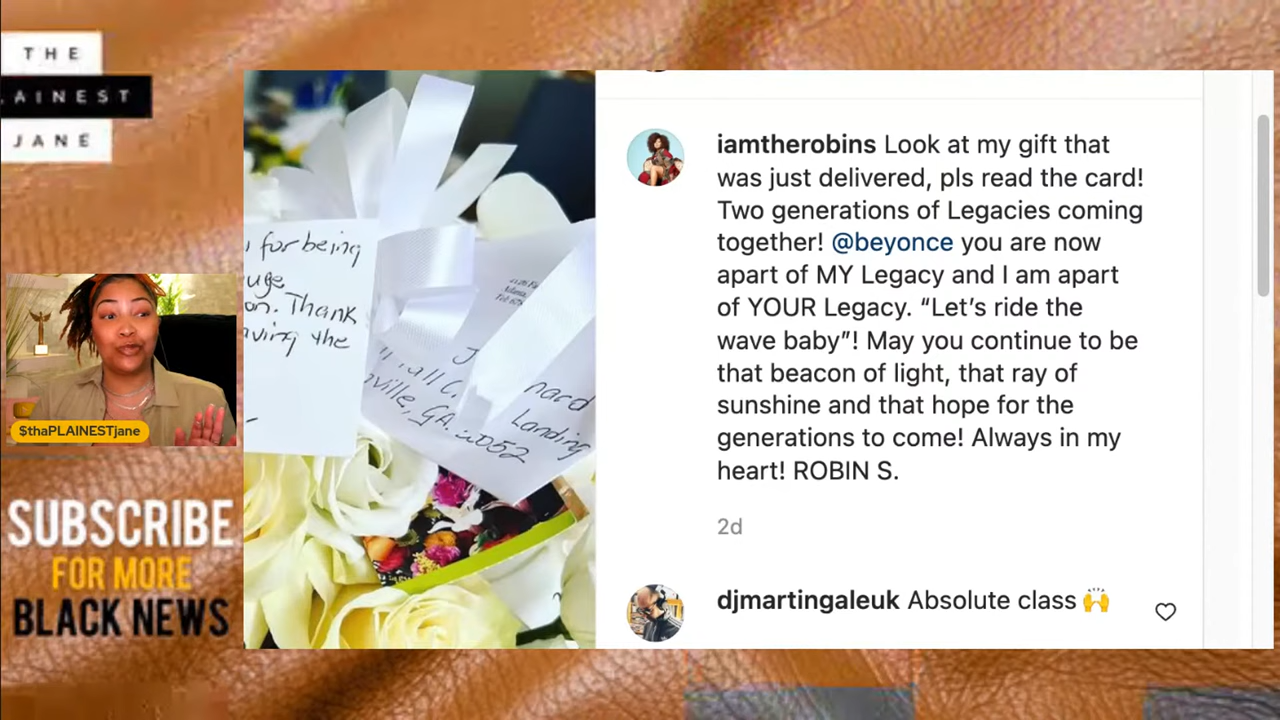 THE
PLAINEST
JANE
for being
on. Thank
the
GA.
Landing
iamtherobins Look at my gift that
was just delivered, pls read the card!
Two generations of Legacies coming
together! @beyonce you are now
apart of MY Legacy and I am apart
of YOUR Legacy. “Let’s ride the
wave baby”! May you continue to be
that beacon of light, that ray of
sunshine and that hope for the
generations to come! Always in my
heart! ROBIN S.
2d
djmartingaleuk Absolute class 🙌
$thaPLAINESTjane
SUBSCRIBE
FOR MORE
BLACK NEWS